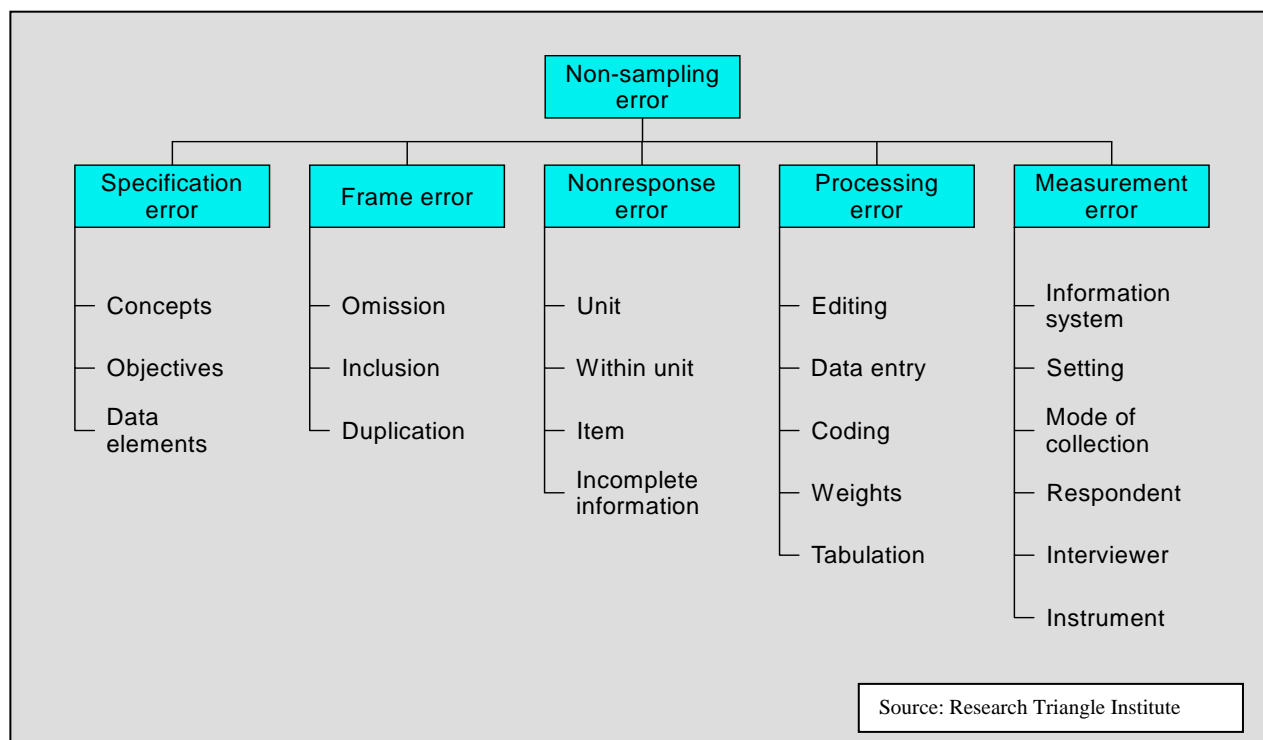 Non-sampling
error
Specification
error
Frame error
Nonresponse
error
Processing
error
Measurement
error
Concepts
Objectives
Data
elements
Omission
Inclusion
Duplication
Unit
Within unit
Item
Incomplete
information
Editing
Data entry
Coding
Weights
Tabulation
Information
system
Setting
Mode of
collection
Respondent
Interviewer
Instrument
Source: Research Triangle Institute